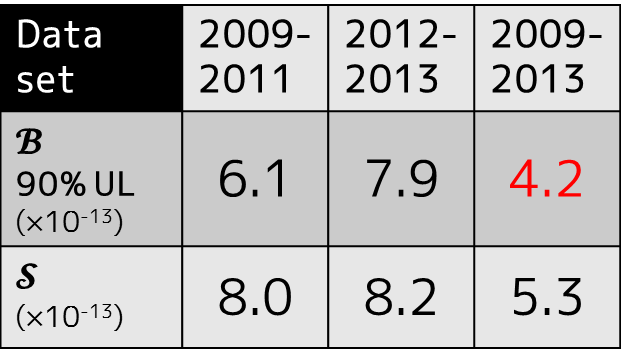 Data set
2009-2011
2012-2013
2009-2013
ℬ
90% UL
(×10⁻¹³)
6.1
7.9
4.2
𝒮
(×10⁻¹³)
8.0
8.2
5.3